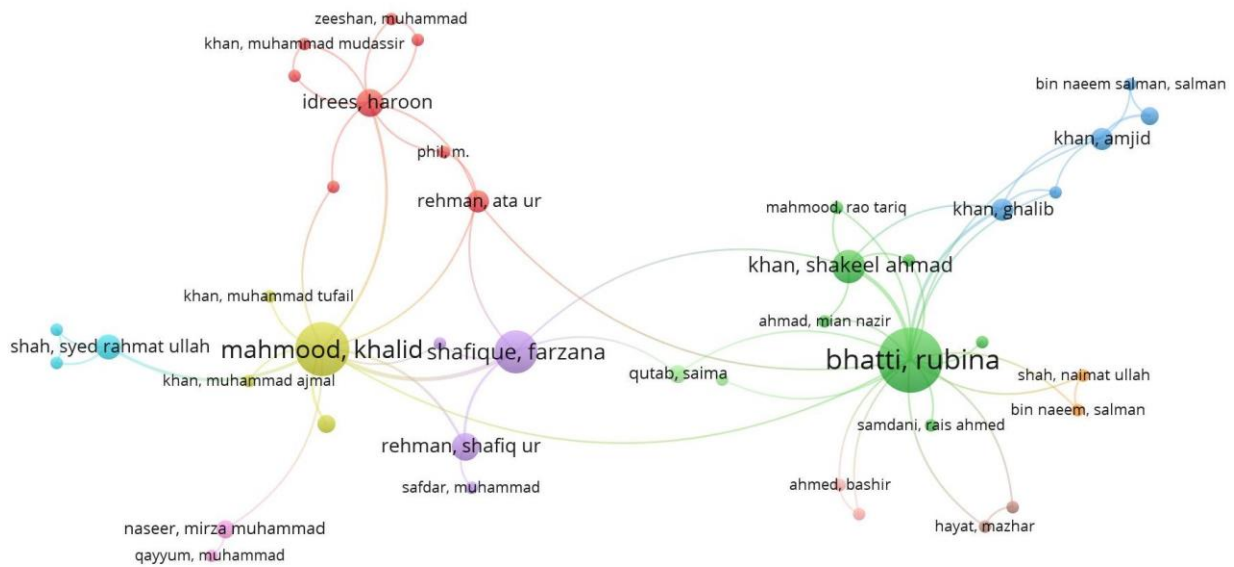 zeeshan, muhammad
khan, muhammad mudassir
idrees, haroon
bin naeem salman, salman
khan, amjid
phil, m.
rehman, ata ur
mahmood, rao tariq
khan, ghalib
khan, shakeel ahmad
khan, muhammad tufail
ahmad, mian nazir
shah, syed rahmat ullah
mahmood, khalid
shafique, farzana
bhatti, rubina
khan, muhammad ajmal
qutab, saima
shah, naimat ullah
bin naeem, salman
samdani, rais ahmed
rehman, shafiq ur
safdar, muhammad
ahmed, bashir
naseer, mirza muhammad
hayat, mazhar
qayyum, muhammad